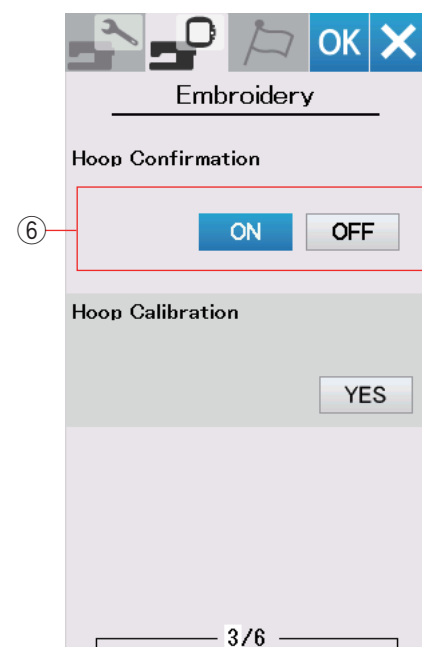 OK
Embroidery
Hoop Confirmation
⑥
ON OFF
Hoop Calibration
YES
3/6